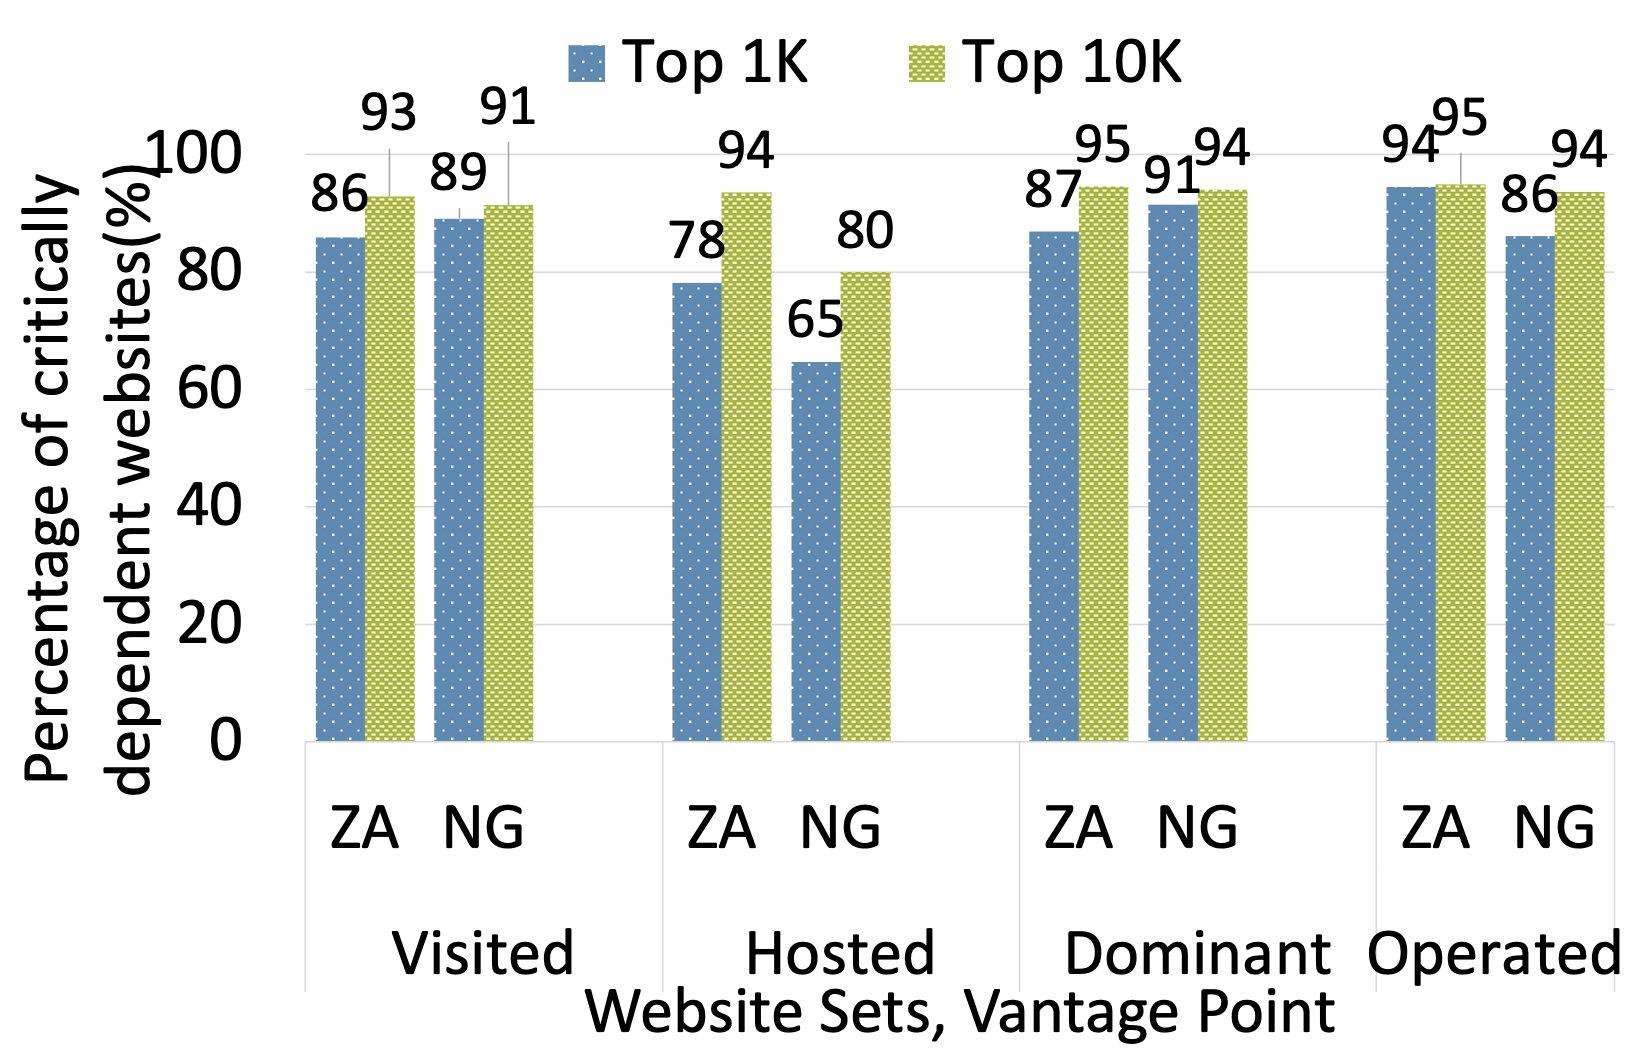 Top 1K Top 10K
Percentage of critically
dependent websites(%)
100
80
60
40
20
0
86 93 89 91 78 94 65 80 87 95 91 94 94 95 86 94
ZA NG ZA NG ZA NG ZA NG
Visited Hosted Dominant Operated
Website Sets, Vantage Point